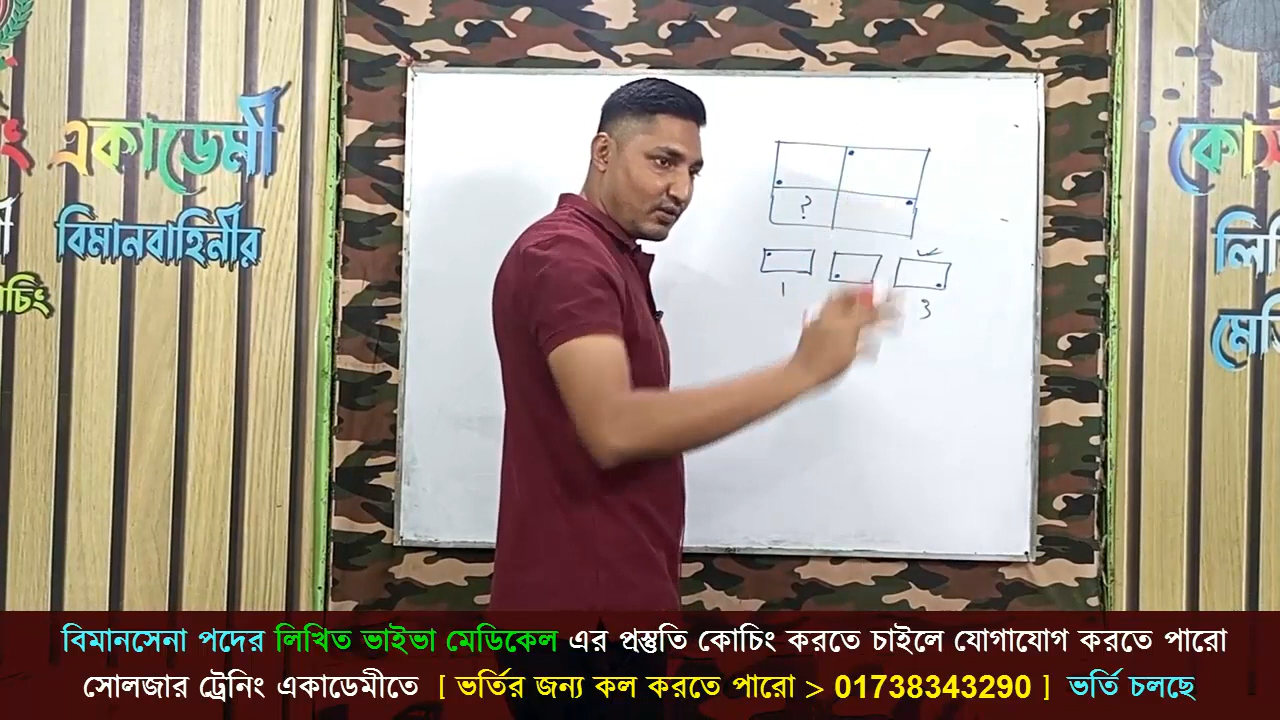 একাডেমী
বিমানবাহিনীর
?
1
3
বিমানসেনা পদের লিখিত ভাইভা মেডিকেল এর প্রস্তুতি কোচিং করতে চাইলে যোগাযোগ করতে পারো
সোলজার ট্রেনিং একাডেমীতে [ ভর্তির জন্য কল করতে পারো > 01738343290 ] ভর্তি চলছে